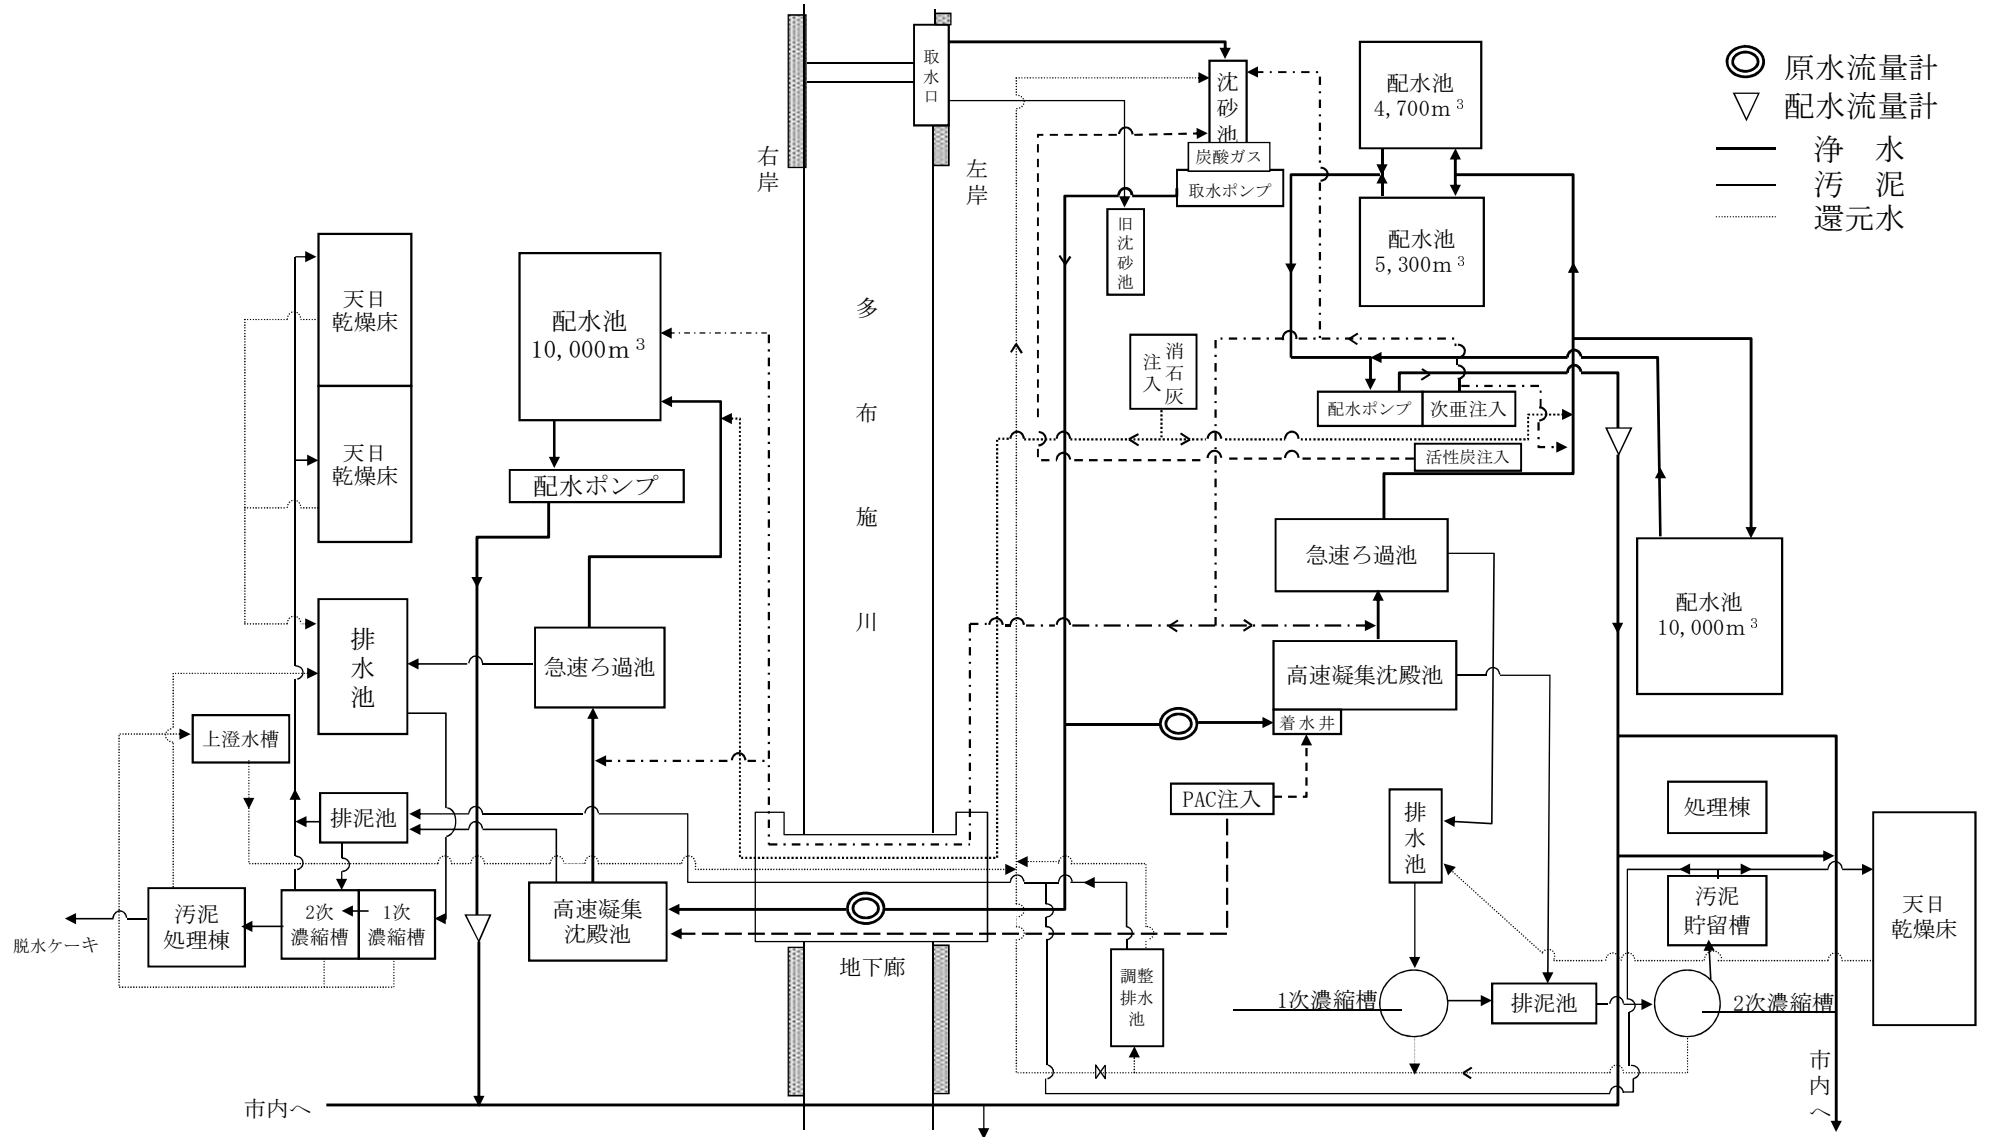 取水口
右岸
左岸
沈砂池
炭酸ガス
取水ポンプ
旧沈砂池
配水池
4,700m³
配水池
5,300m³
原水流量計
配水流量計
浄　水
汚　泥
還元水
天日
乾燥床
天日
乾燥床
配水池
10,000m³
配水ポンプ
多布施川
消石灰
注入
配水ポンプ
次亜注入
活性炭注入
急速ろ過池
配水池
10,000m³
排水池
急速ろ過池
高速凝集沈殿池
着水井
上澄水槽
排泥池
PAC注入
排水池
処理棟
汚泥
処理棟
2次
濃縮槽
1次
濃縮槽
脱水ケーキ
高速凝集
沈殿池
地下廊
調整
排水
池
汚泥
貯留槽
天日
乾燥床
1次濃縮槽
排泥池
2次濃縮槽
市内へ
市内へ